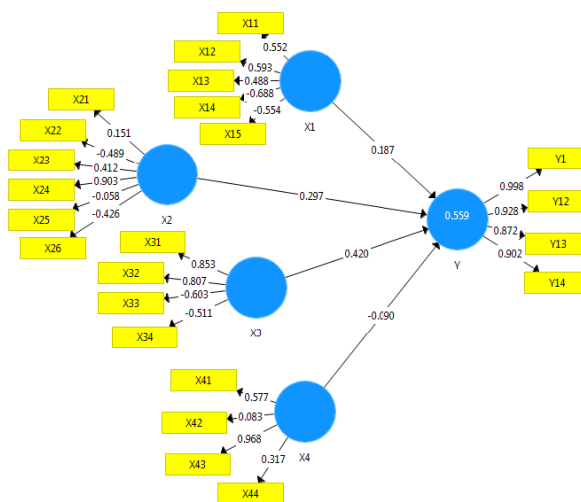 X11
X12
X13
X14
X15
0.552
0.593
0.488
-0.688
-0.554
X1
X21
X22
X23
X24
X25
X26
0.151
-0.489
0.412
0.903
-0.058
-0.426
X2
X31
X32
X33
X34
0.853
0.807
-0.603
-0.511
X3
X41
X42
X43
X44
0.577
0.083
0.968
0.317
X4
0.187
0.297
0.420
-0.090
0.559
Y
0.998
0.928
0.872
0.902
Y1
Y12
Y13
Y14